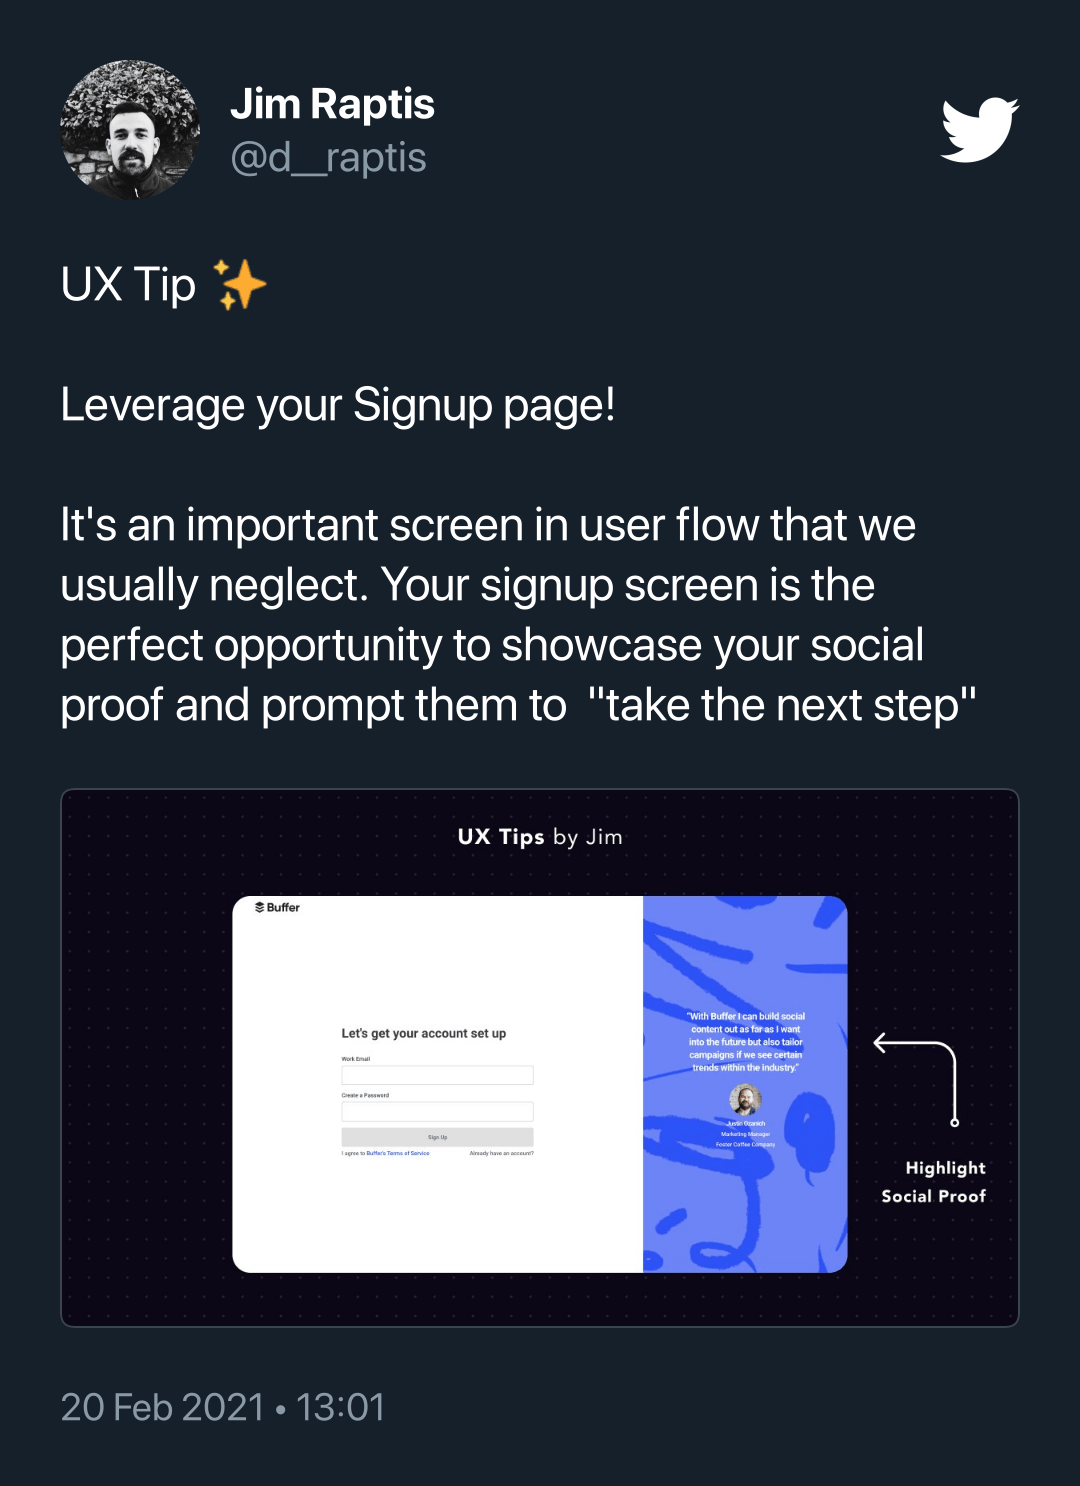 Jim Raptis
@d__raptis
UX Tip ✨
Leverage your Signup page!
It's an important screen in user flow that we
usually neglect. Your signup screen is the
perfect opportunity to showcase your social
proof and prompt them to  "take the next step"
UX Tips by Jim
Buffer
Let's get your account set up
Work Email
Create a Password
Sign Up
I agree to Buffer's Terms of Service
Already have an account?
"With Buffer I can build social
content out as far as I want
into the future but also tailor
campaigns if we see certain
trends within the industry."
Justin Ozanich
Marketing Manager
Foster Coffee Company
Highlight
Social Proof
20 Feb 2021 • 13:01